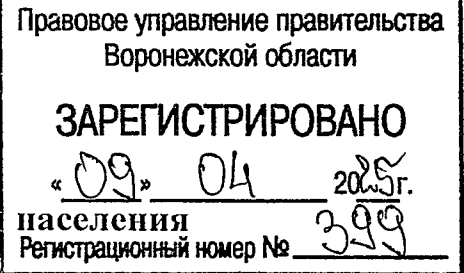 Правовое управление правительства
Воронежской области
ЗАРЕГИСТРИРОВАНО
«09» 04 2025г.
населения
Регистрационный номер № 399